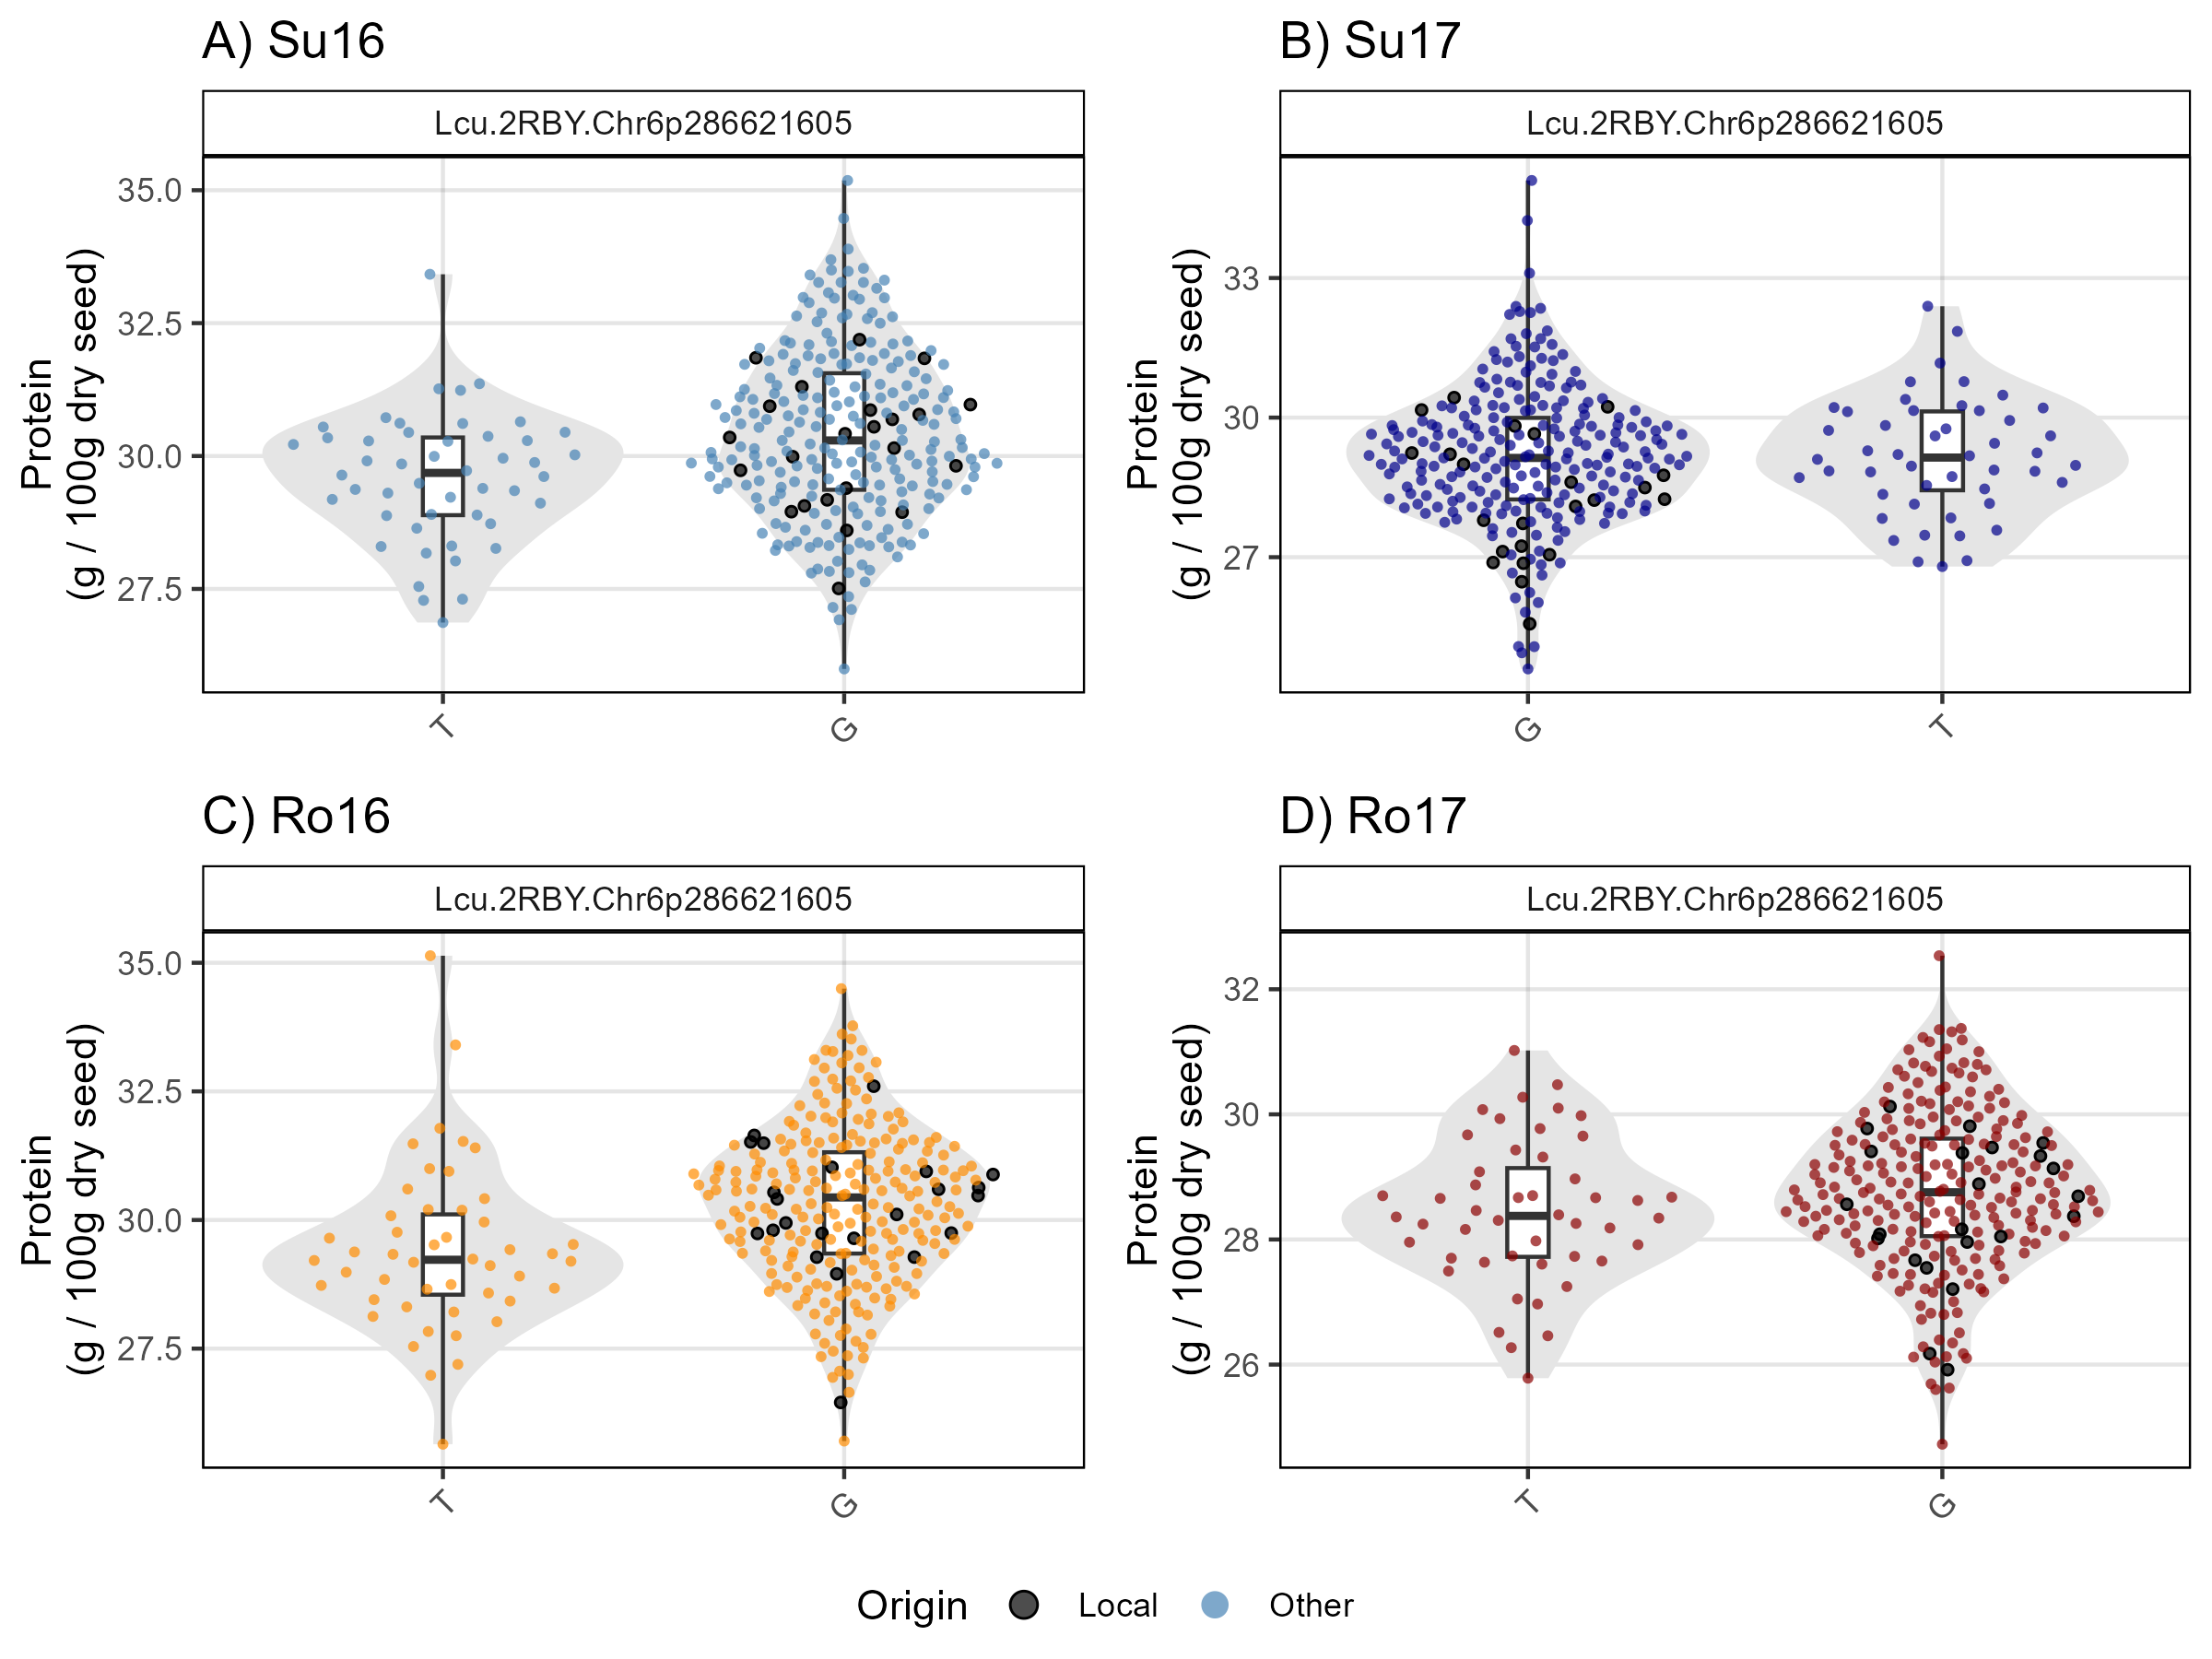 A) Su16
Lcu.2RBY.Chr6p286621605
Protein
(g / 100g dry seed)
35.0
32.5
30.0
27.5
T
G
B) Su17
Lcu.2RBY.Chr6p286621605
Protein
(g / 100g dry seed)
33
30
27
G
T
C) Ro16
Lcu.2RBY.Chr6p286621605
Protein
(g / 100g dry seed)
35.0
32.5
30.0
27.5
T
G
D) Ro17
Lcu.2RBY.Chr6p286621605
Protein
(g / 100g dry seed)
32
30
28
26
T
G
Origin Local Other